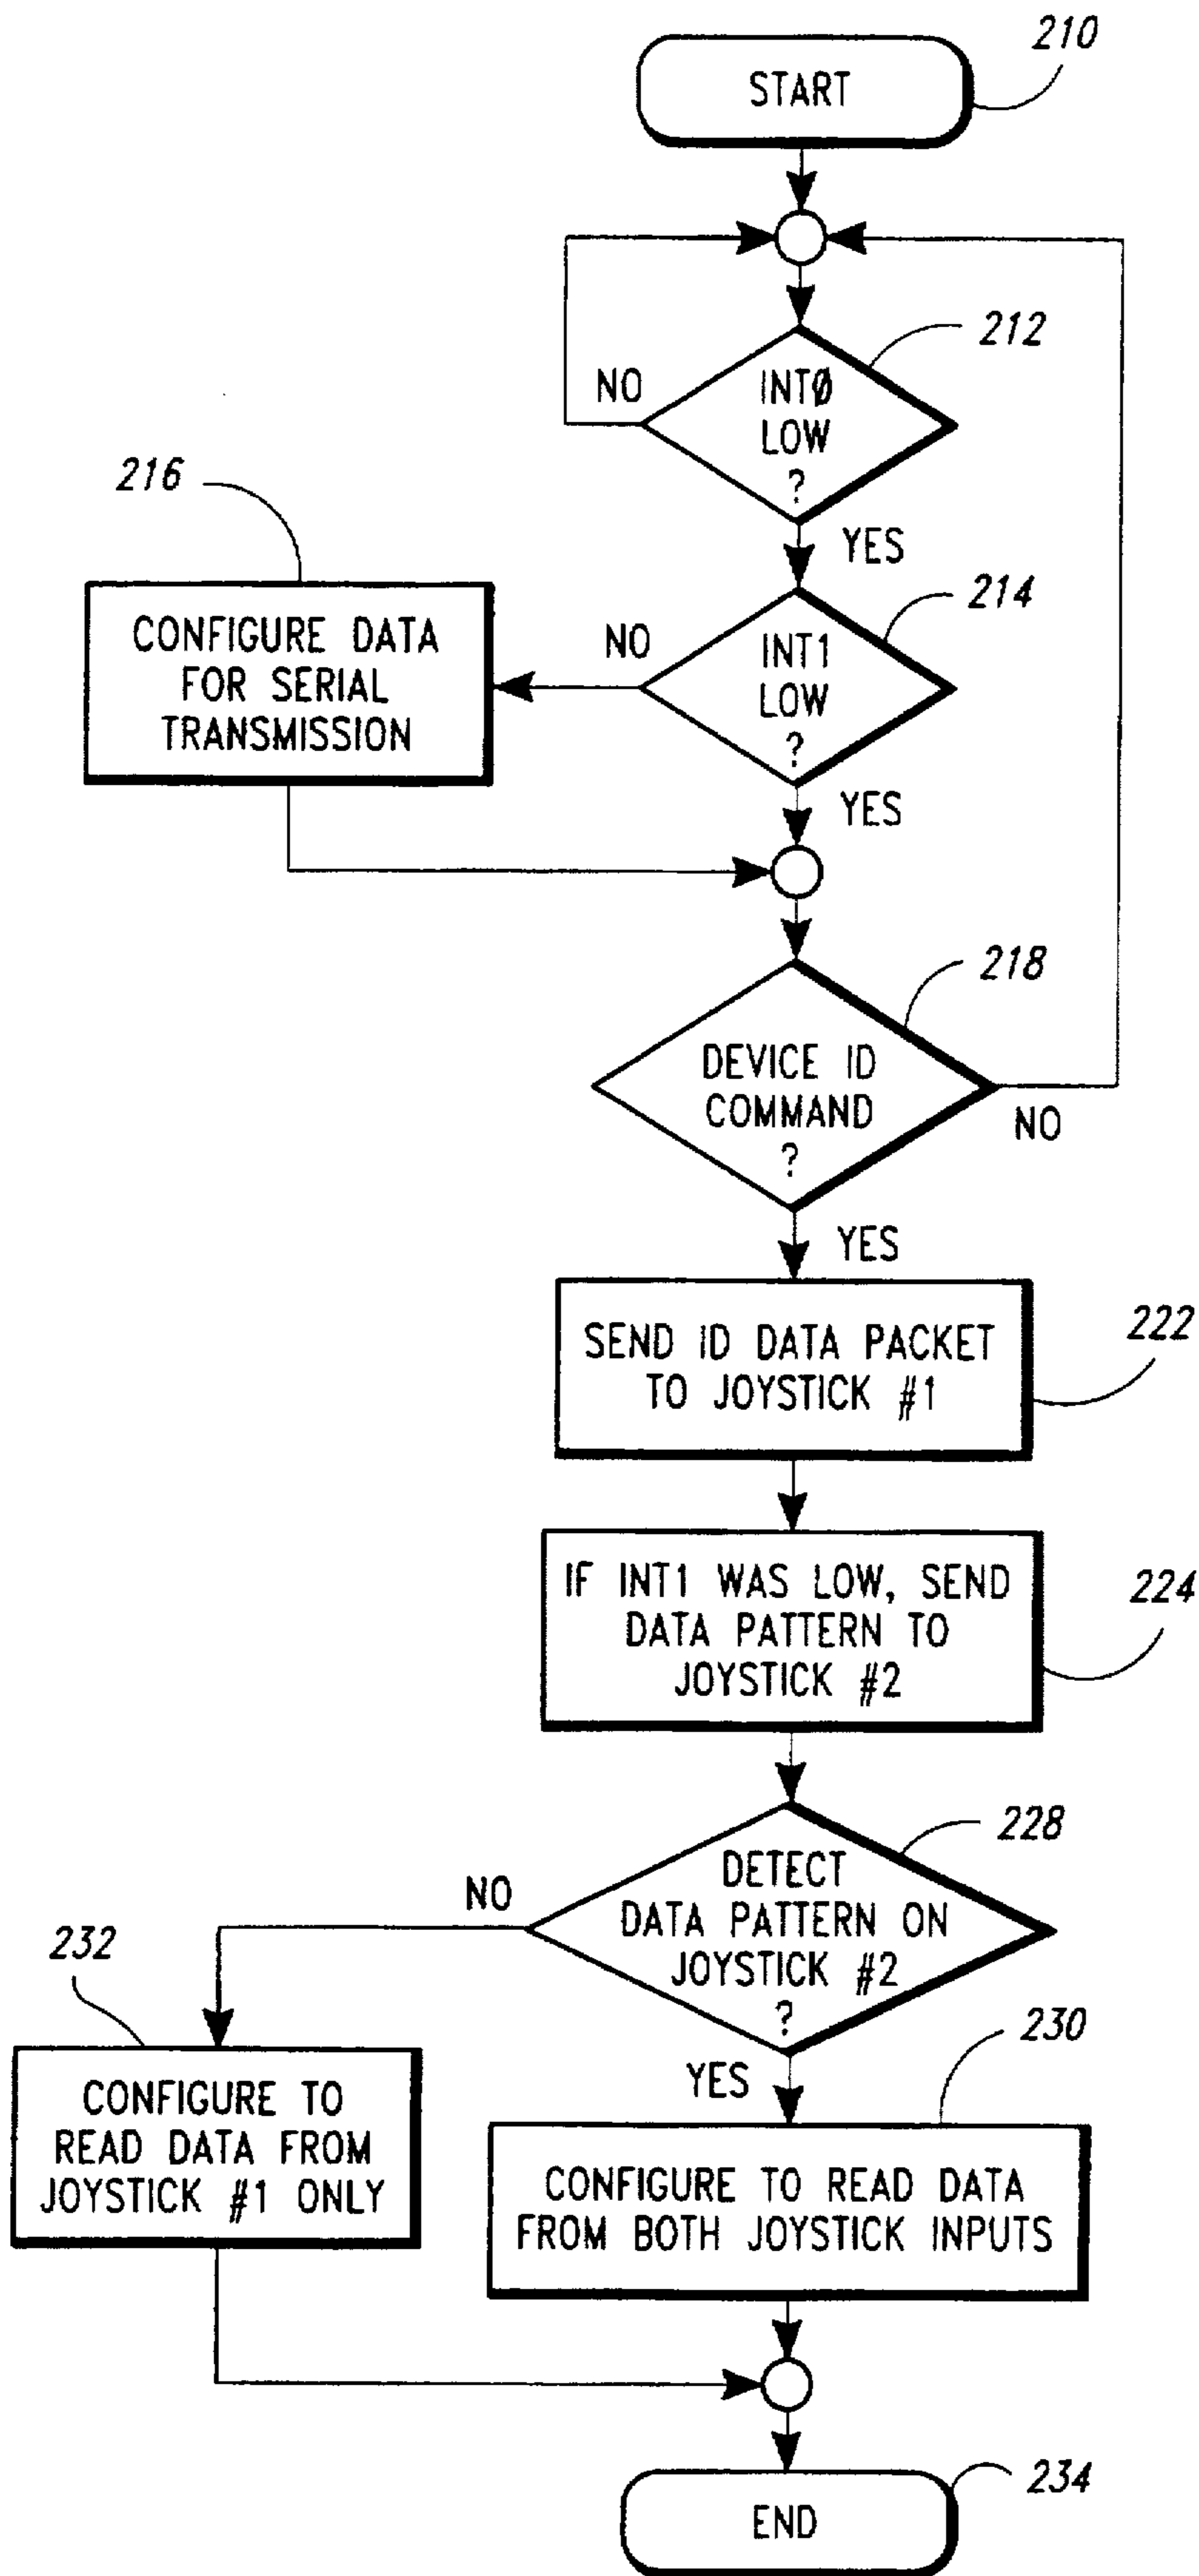 210
START
212
NO
INTØ
LOW
?
YES
216
214
CONFIGURE DATA
FOR SERIAL
TRANSMISSION
NO
INT1
LOW
?
YES
218
DEVICE ID
COMMAND
?
NO
YES
222
SEND ID DATA PACKET
TO JOYSTICK #1
224
IF INT1 WAS LOW, SEND
DATA PATTERN TO
JOYSTICK #2
228
NO
DETECT
DATA PATTERN ON
JOYSTICK #2
?
232
230
YES
CONFIGURE TO
READ DATA FROM
JOYSTICK #1 ONLY
CONFIGURE TO READ DATA
FROM BOTH JOYSTICK INPUTS
234
END